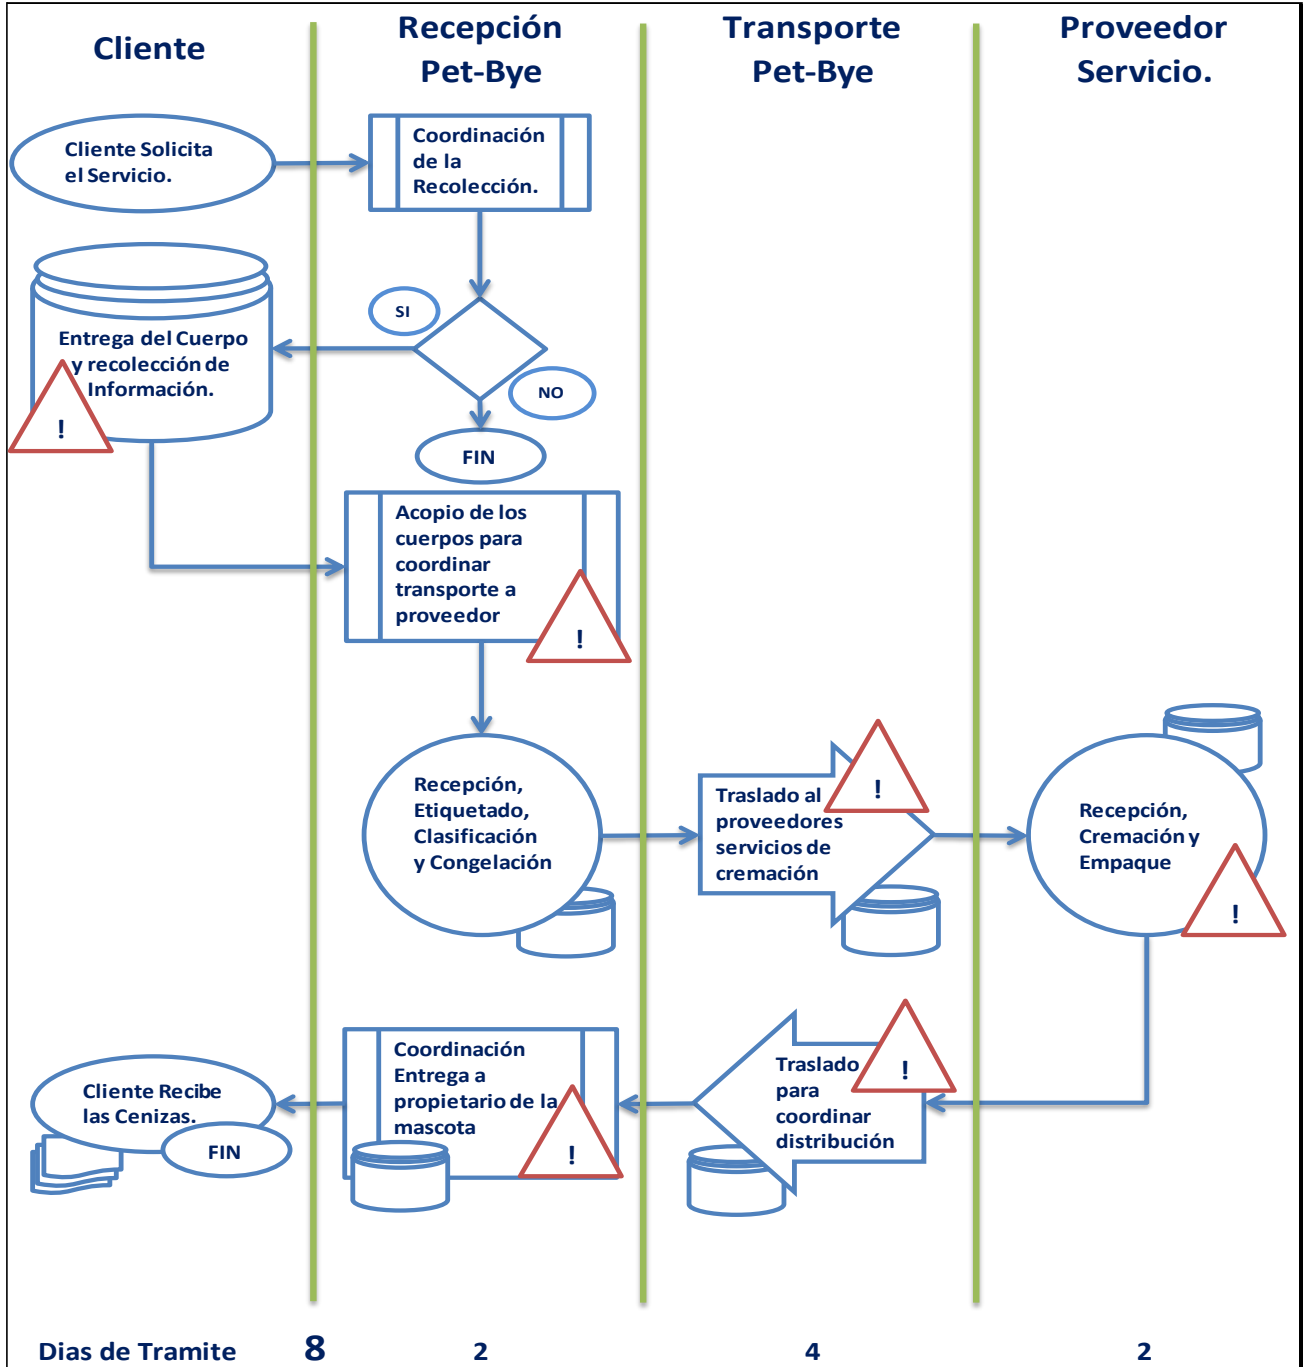 Cliente
Recepción
Pet-Bye
Transporte
Pet-Bye
Proveedor
Servicio.
Cliente Solicita
el Servicio.
Coordinación
de la
Recolección.
SI
NO
FIN
Entrega del Cuerpo
y recolección de
Información.
!
Acopio de los
cuerpos para
coordinar
transporte a
proveedor
!
Recepción,
Etiquetado,
Clasificación
y Congelación
Traslado al
proveedores
servicios de
cremación
!
Recepción,
Cremación y
Empaque
!
Traslado
para
coordinar
distribución
!
Coordinación
Entrega a
propietario de la
mascota
!
Cliente Recibe
las Cenizas.
FIN
Dias de Tramite 8 2 4 2